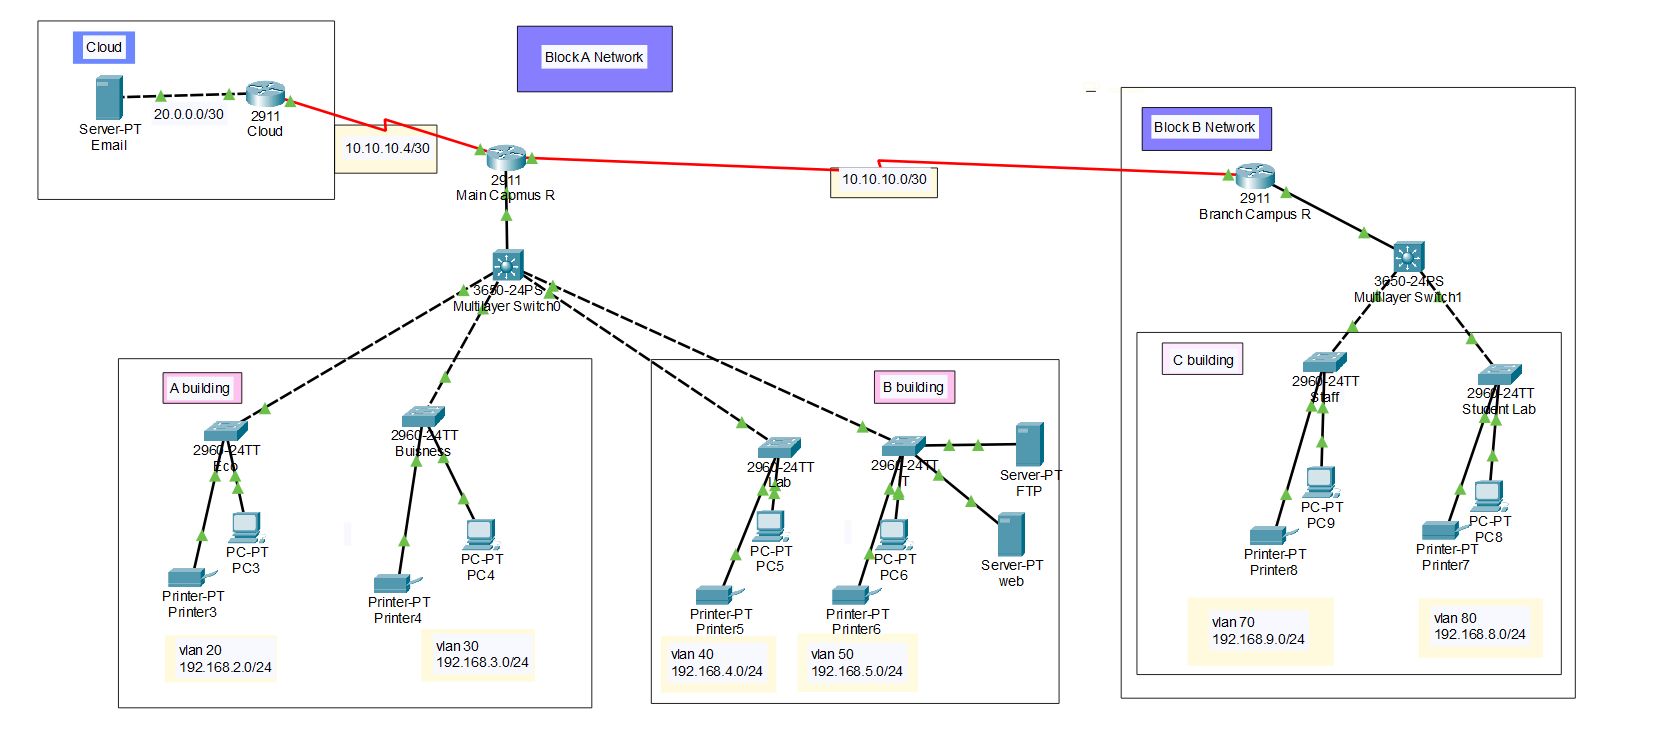 Cloud
Server-PT
Email
20.0.0.0/30
2911
Cloud
10.10.10.4/30
Block A Network
2911
Main Capmus R
10.10.10.0/30
Block B Network
2911
Branch Campus R
3650-24PS
Multilayer Switch0
3650-24PS
Multilayer Switch1
A building
2960-24TT
Eco
2960-24TT
Buisness
PC-PT
PC3
Printer-PT
Printer3
PC-PT
PC4
Printer-PT
Printer4
vlan 20
192.168.2.0/24
vlan 30
192.168.3.0/24
B building
2960-24TT
Lab
2960-24TT
Server-PT
FTP
Server-PT
web
PC-PT
PC5
Printer-PT
Printer5
PC-PT
PC6
Printer-PT
Printer6
vlan 40
192.168.4.0/24
vlan 50
192.168.5.0/24
C building
2960-24TT
Staff
2960-24TT
Student Lab
PC-PT
PC9
Printer-PT
Printer8
PC-PT
PC8
Printer-PT
Printer7
vlan 70
192.168.9.0/24
vlan 80
192.168.8.0/24